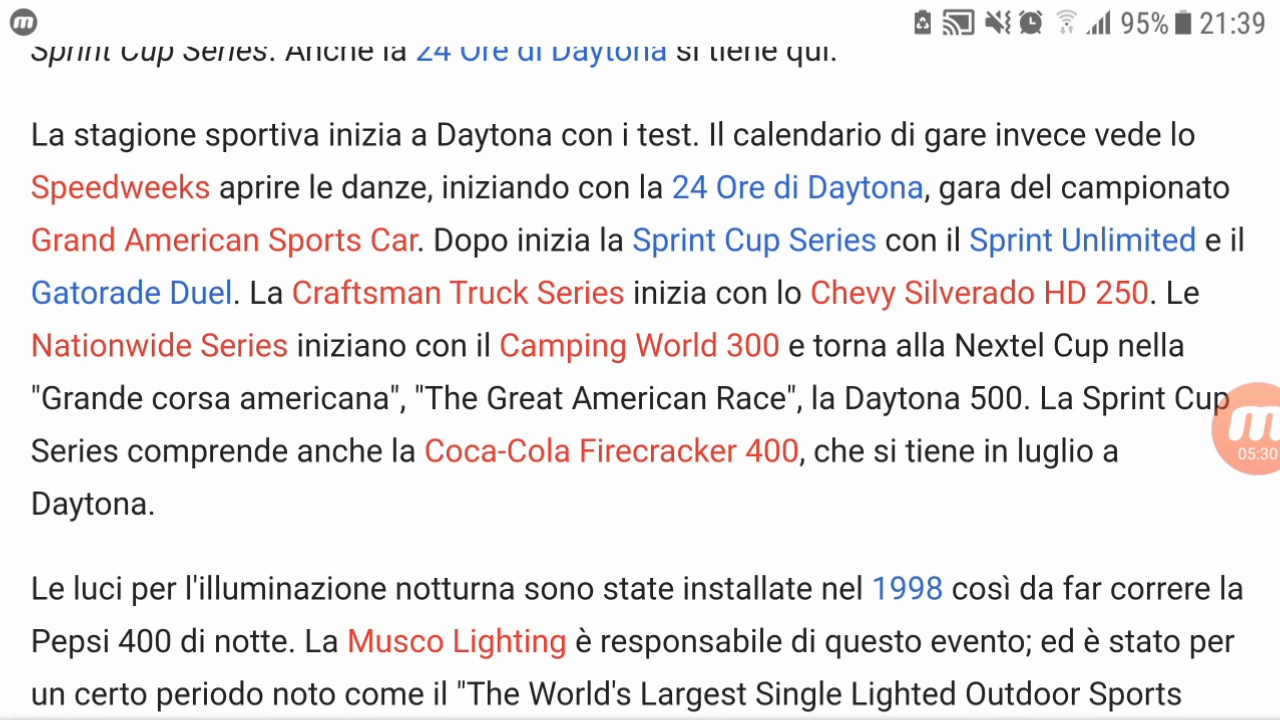 95% 21:39
Sprint Cup Series. Anche la 24 Ore di Daytona si tiene qui.
La stagione sportiva inizia a Daytona con i test. Il calendario di gare invece vede lo
Speedweeks aprire le danze, iniziando con la 24 Ore di Daytona, gara del campionato
Grand American Sports Car. Dopo inizia la Sprint Cup Series con il Sprint Unlimited e il
Gatorade Duel. La Craftsman Truck Series inizia con lo Chevy Silverado HD 250. Le
Nationwide Series iniziano con il Camping World 300 e torna alla Nextel Cup nella
"Grande corsa americana", "The Great American Race", la Daytona 500. La Sprint Cup
Series comprende anche la Coca-Cola Firecracker 400, che si tiene in luglio a
05:30
Daytona.
Le luci per l'illuminazione notturna sono state installate nel 1998 così da far correre la
Pepsi 400 di notte. La Musco Lighting è responsabile di questo evento; ed è stato per
un certo periodo noto come il "The World's Largest Single Lighted Outdoor Sports